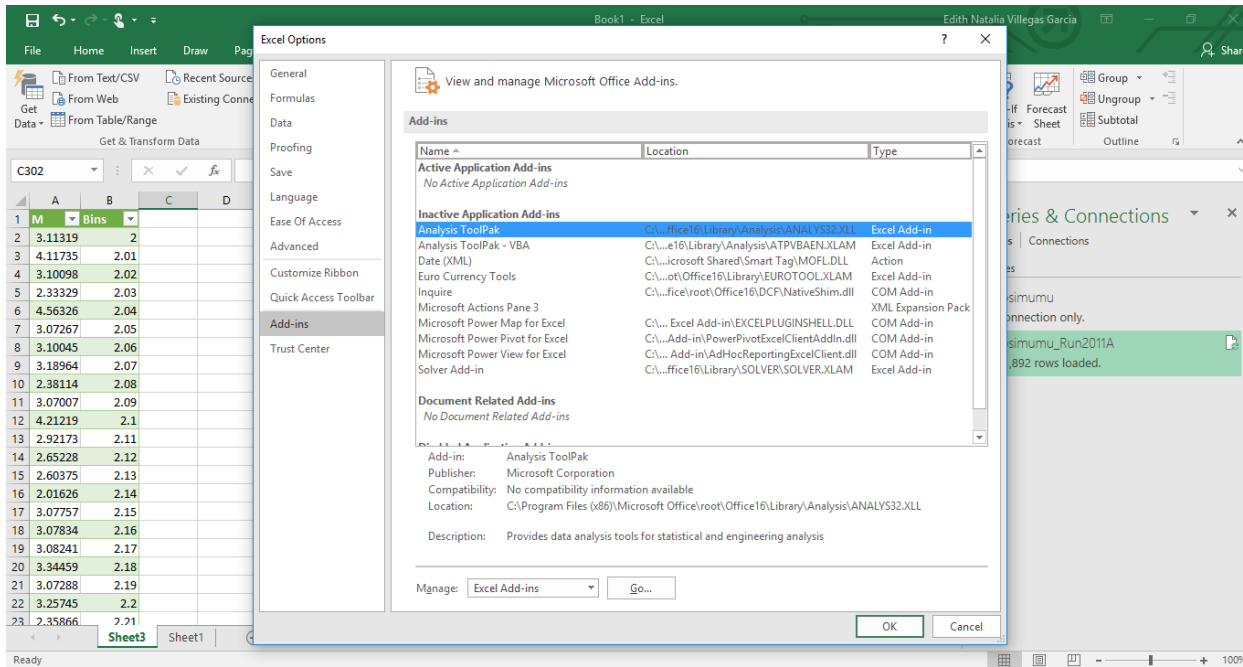 Book1 - Excel
Edith Natalia Villegas Garcia
File Home Insert Draw Pag
Shar
From Text/CSV
From Web
From Table/Range
Get Data
Recent Source
Existing Conne
Get & Transform Data
Forecast Sheet
Group
Ungroup
Subtotal
Outline
C302
fx
A B C D
1 M Bins
2 3.11319 2
3 4.11735 2.01
4 3.10098 2.02
5 2.33329 2.03
6 4.56326 2.04
7 3.07267 2.05
8 3.10045 2.06
9 3.18964 2.07
10 2.38114 2.08
11 3.07007 2.09
12 4.21219 2.1
13 2.92173 2.11
14 2.65228 2.12
15 2.60375 2.13
16 2.01626 2.14
17 3.07757 2.15
18 3.07834 2.16
19 3.08241 2.17
20 3.34459 2.18
21 3.07288 2.19
22 3.25745 2.2
23 2.35866 2.21
Sheet3 Sheet1
Ready
Excel Options
? ×
General
Formulas
Data
Proofing
Save
Language
Ease Of Access
Advanced
Customize Ribbon
Quick Access Toolbar
Add-ins
Trust Center
View and manage Microsoft Office Add-ins.
Add-ins
Name Location Type
Active Application Add-ins
No Active Application Add-ins
Inactive Application Add-ins
Analysis ToolPak C:\...ffice16\Library\Analysis\ANALYS32.XLL Excel Add-in
Analysis ToolPak - VBA C:\...e16\Library\Analysis\ATPVBAEN.XLAM Excel Add-in
Date (XML) C:\...icrosoft Shared\Smart Tag\MOFL.DLL Action
Euro Currency Tools C:\...ot\Office16\Library\EUROTOOL.XLAM Excel Add-in
Inquire C:\...fice\root\Office16\DCF\NativeShim.dll COM Add-in
Microsoft Actions Pane 3 XML Expansion Pack
Microsoft Power Map for Excel C:\... Excel Add-in\EXCELPLUGINSHELL.DLL COM Add-in
Microsoft Power Pivot for Excel C:\...Add-in\PowerPivotExcelClientAddIn.dll COM Add-in
Microsoft Power View for Excel C:\... Add-in\AdHocReportingExcelClient.dll COM Add-in
Solver Add-in C:\...ffice16\Library\SOLVER\SOLVER.XLAM Excel Add-in
Document Related Add-ins
No Document Related Add-ins
Add-in: Analysis ToolPak
Publisher: Microsoft Corporation
Compatibility: No compatibility information available
Location: C:\Program Files (x86)\Microsoft Office\root\Office16\Library\Analysis\ANALYS32.XLL
Description: Provides data analysis tools for statistical and engineering analysis
Manage: Excel Add-ins Go...
OK Cancel
eries & Connections
Connections
simumu
onnection only.
simumu_Run2011A
,892 rows loaded.
100%